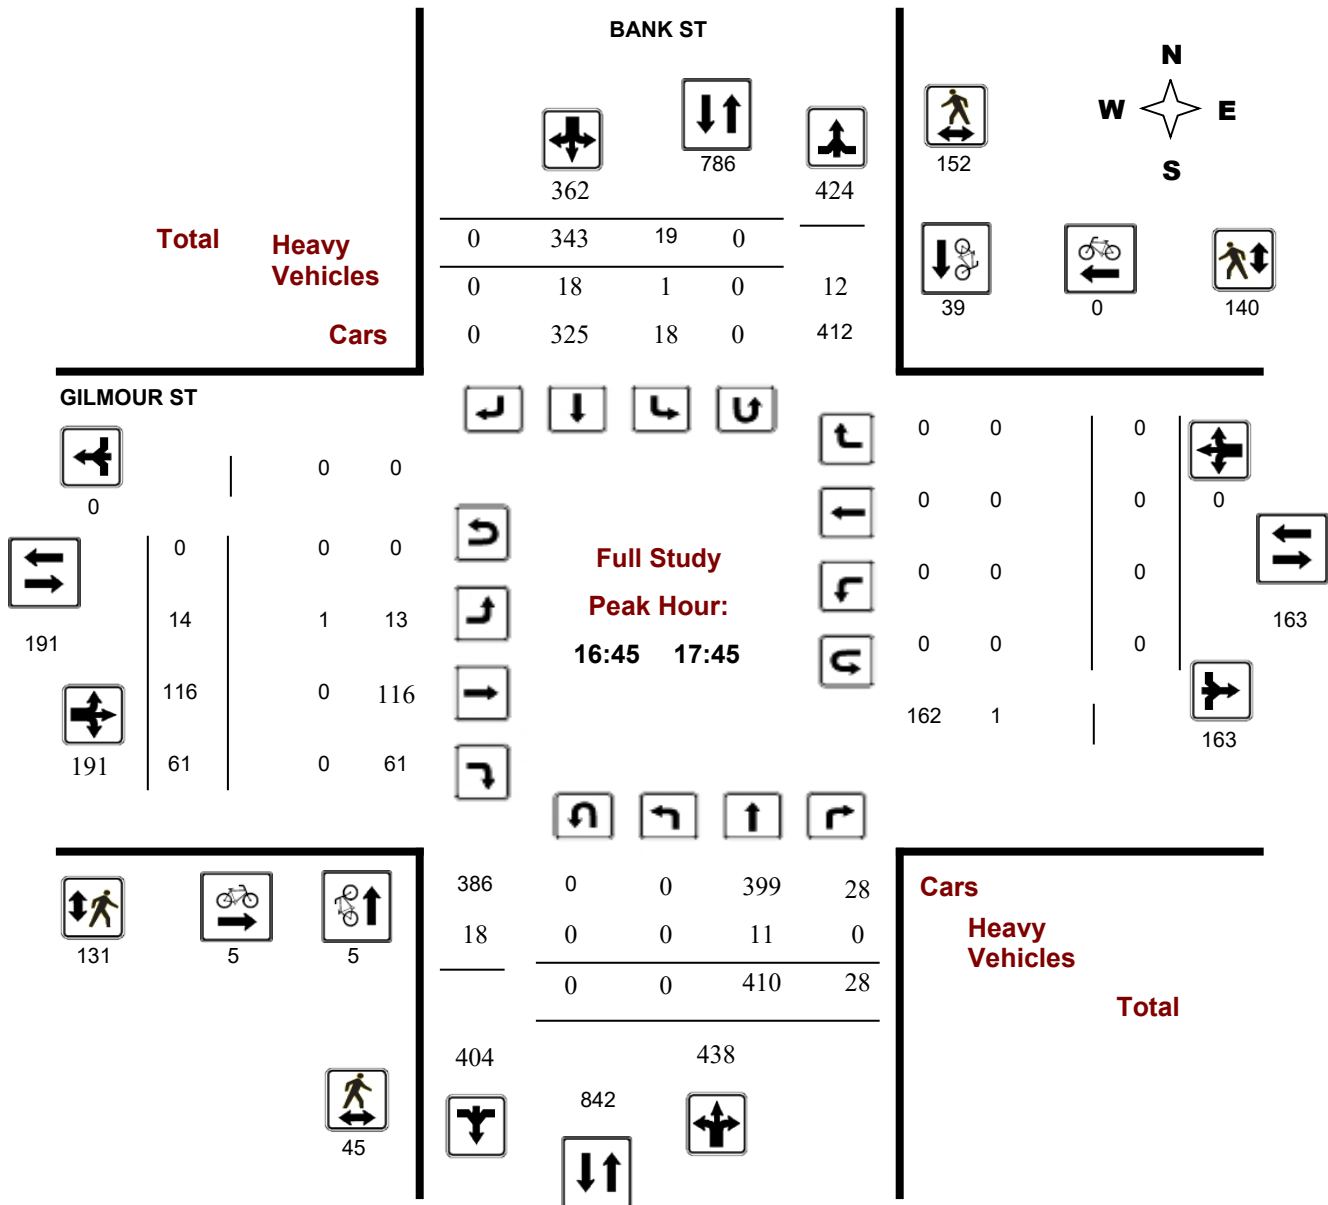 BANK ST
N
W E
S
362
786
424
152
Total Heavy Vehicles
0 343 19 0
0 18 1 0 12
Cars 0 325 18 0 412
39 0 140
GILMOUR ST
0 0
0
0 0 0
14 1 13
191
116 0 116
191
61 0 61
Full Study
Peak Hour:
16:45 17:45
0 0 0
0 0 0 0
0 0 0
163
0 0 0
162 1
163
386 0 0 399 28
18 0 0 11 0
0 0 410 28
404 438
842
131 5 5
45
Cars
Heavy
Vehicles
Total